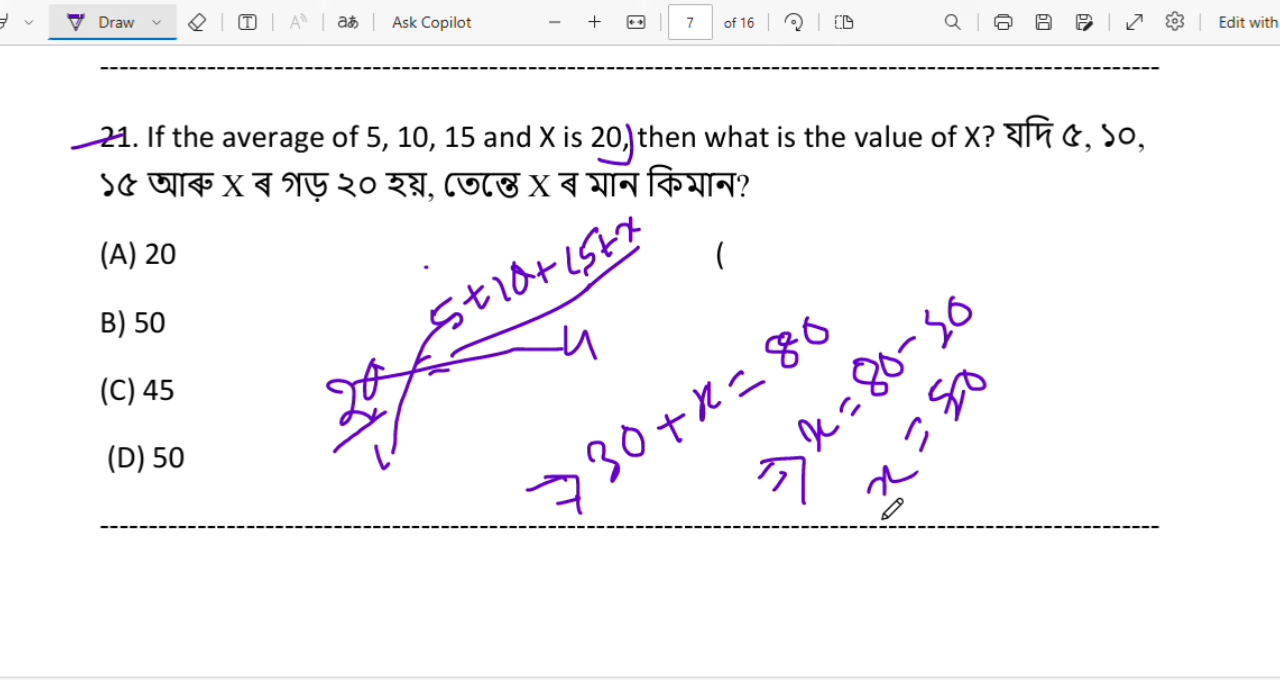 Draw
aあ
Ask Copilot
7
of 16
Edit with
21. If the average of 5, 10, 15 and X is 20, then what is the value of X? যদি ৫, ১০,
১৫ আৰু X ৰ গড় ২০ হয়, তেন্তে X ৰ মান কিমান?
(A) 20
(
B) 50
(C) 45
(D) 50
5+10+15+x
4
20
30+x=80
x=80-30
x=50